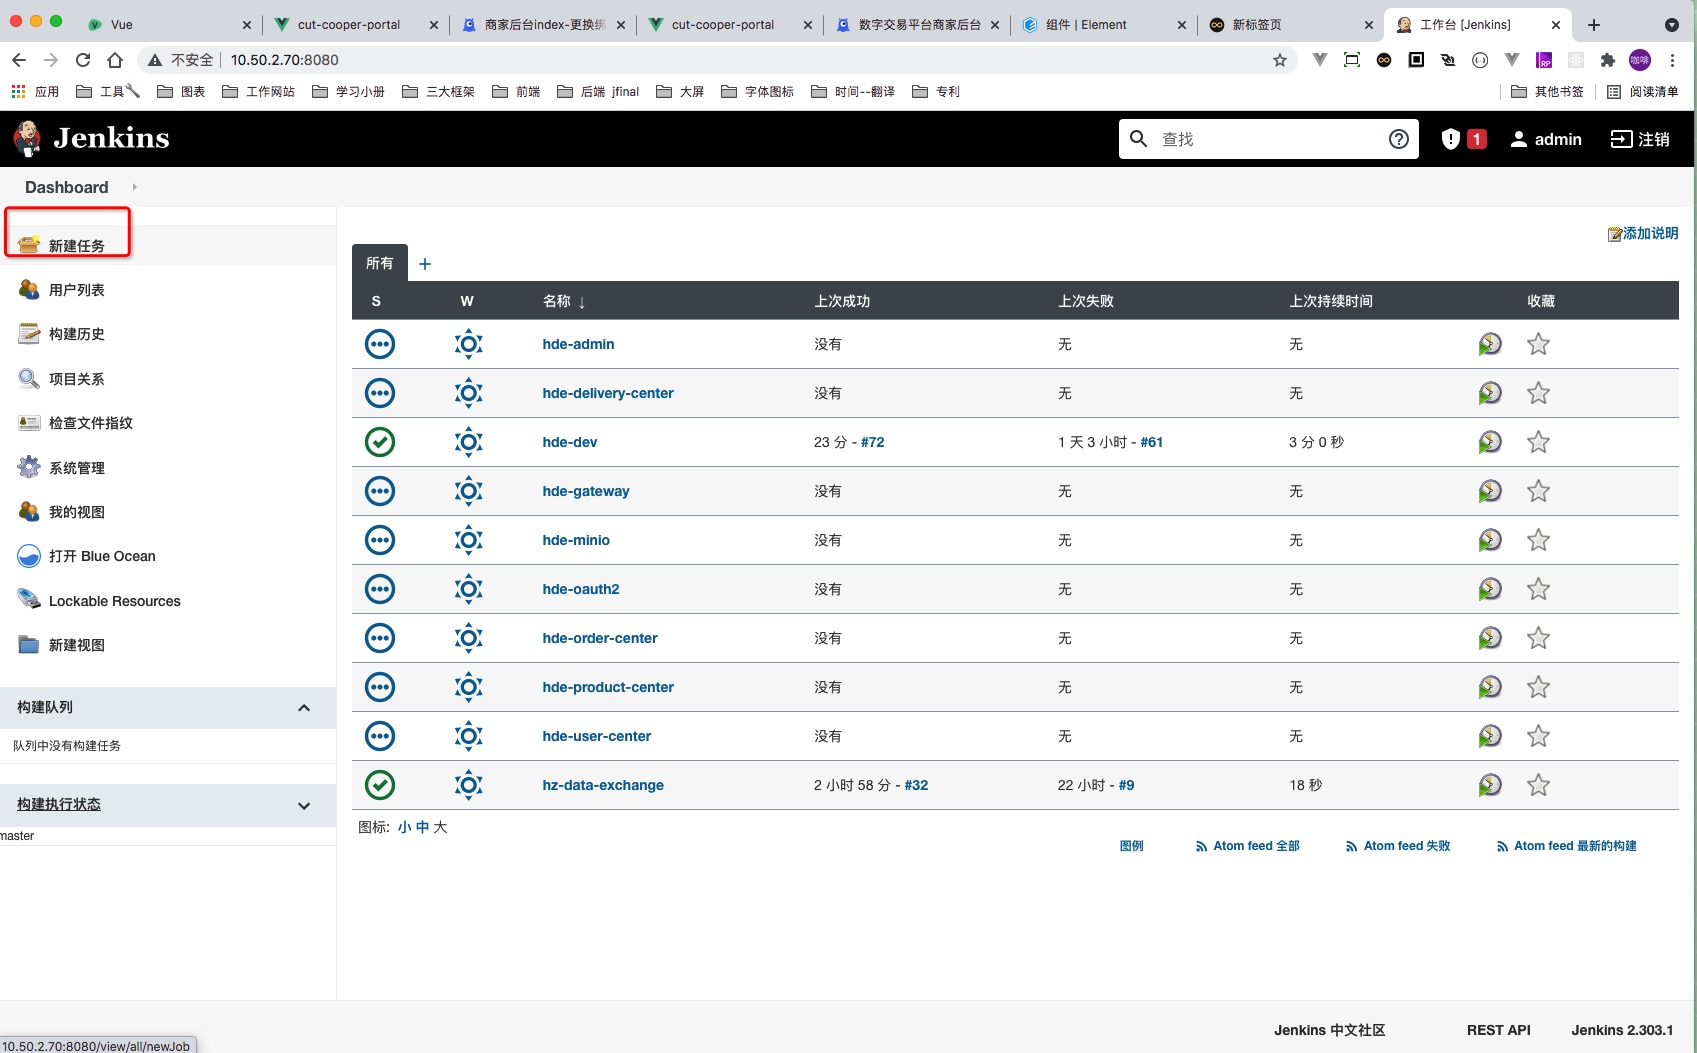 Vue
cut-cooper-portal
商家后台index-更换绑
cut-cooper-portal
数字交易平台商家后台
组件 | Element
新标签页
工作台 [Jenkins]
不安全 10.50.2.70:8080
RP
咖啡
应用 工具 图表 工作网站 学习小册 三大框架 前端 后端 jfinal 大屏 字体图标 时间--翻译 专利 其他书签 阅读清单
Jenkins 查找 1 admin 注销
Dashboard
新建任务
用户列表
构建历史
项目关系
检查文件指纹
系统管理
我的视图
打开 Blue Ocean
Lockable Resources
新建视图
构建队列
队列中没有构建任务
构建执行状态
master
添加说明
所有 +
S W 名称 ↓ 上次成功 上次失败 上次持续时间 收藏
hde-admin 没有 无 无
hde-delivery-center 没有 无 无
hde-dev 23 分 - #72 1 天 3 小时 - #61 3 分 0 秒
hde-gateway 没有 无 无
hde-minio 没有 无 无
hde-oauth2 没有 无 无
hde-order-center 没有 无 无
hde-product-center 没有 无 无
hde-user-center 没有 无 无
hz-data-exchange 2 小时 58 分 - #32 22 小时 - #9 18 秒
图标: 小 中 大
图例 Atom feed 全部 Atom feed 失败 Atom feed 最新的构建
Jenkins 中文社区 REST API Jenkins 2.303.1
10.50.2.70:8080/view/all/newJob